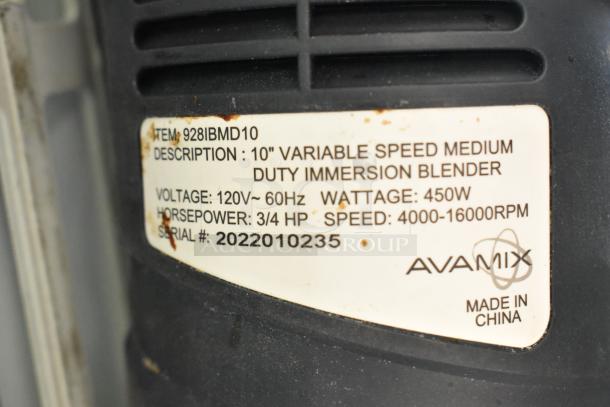 ITEM: 928IBMD10
DESCRIPTION : 10" VARIABLE SPEED MEDIUM
DUTY IMMERSION BLENDER
VOLTAGE: 120V~ 60Hz WATTAGE: 450W
HORSEPOWER: 3/4 HP SPEED: 4000-16000RPM
SERIAL #: 2022010235
AVAMIX
MADE IN
CHINA